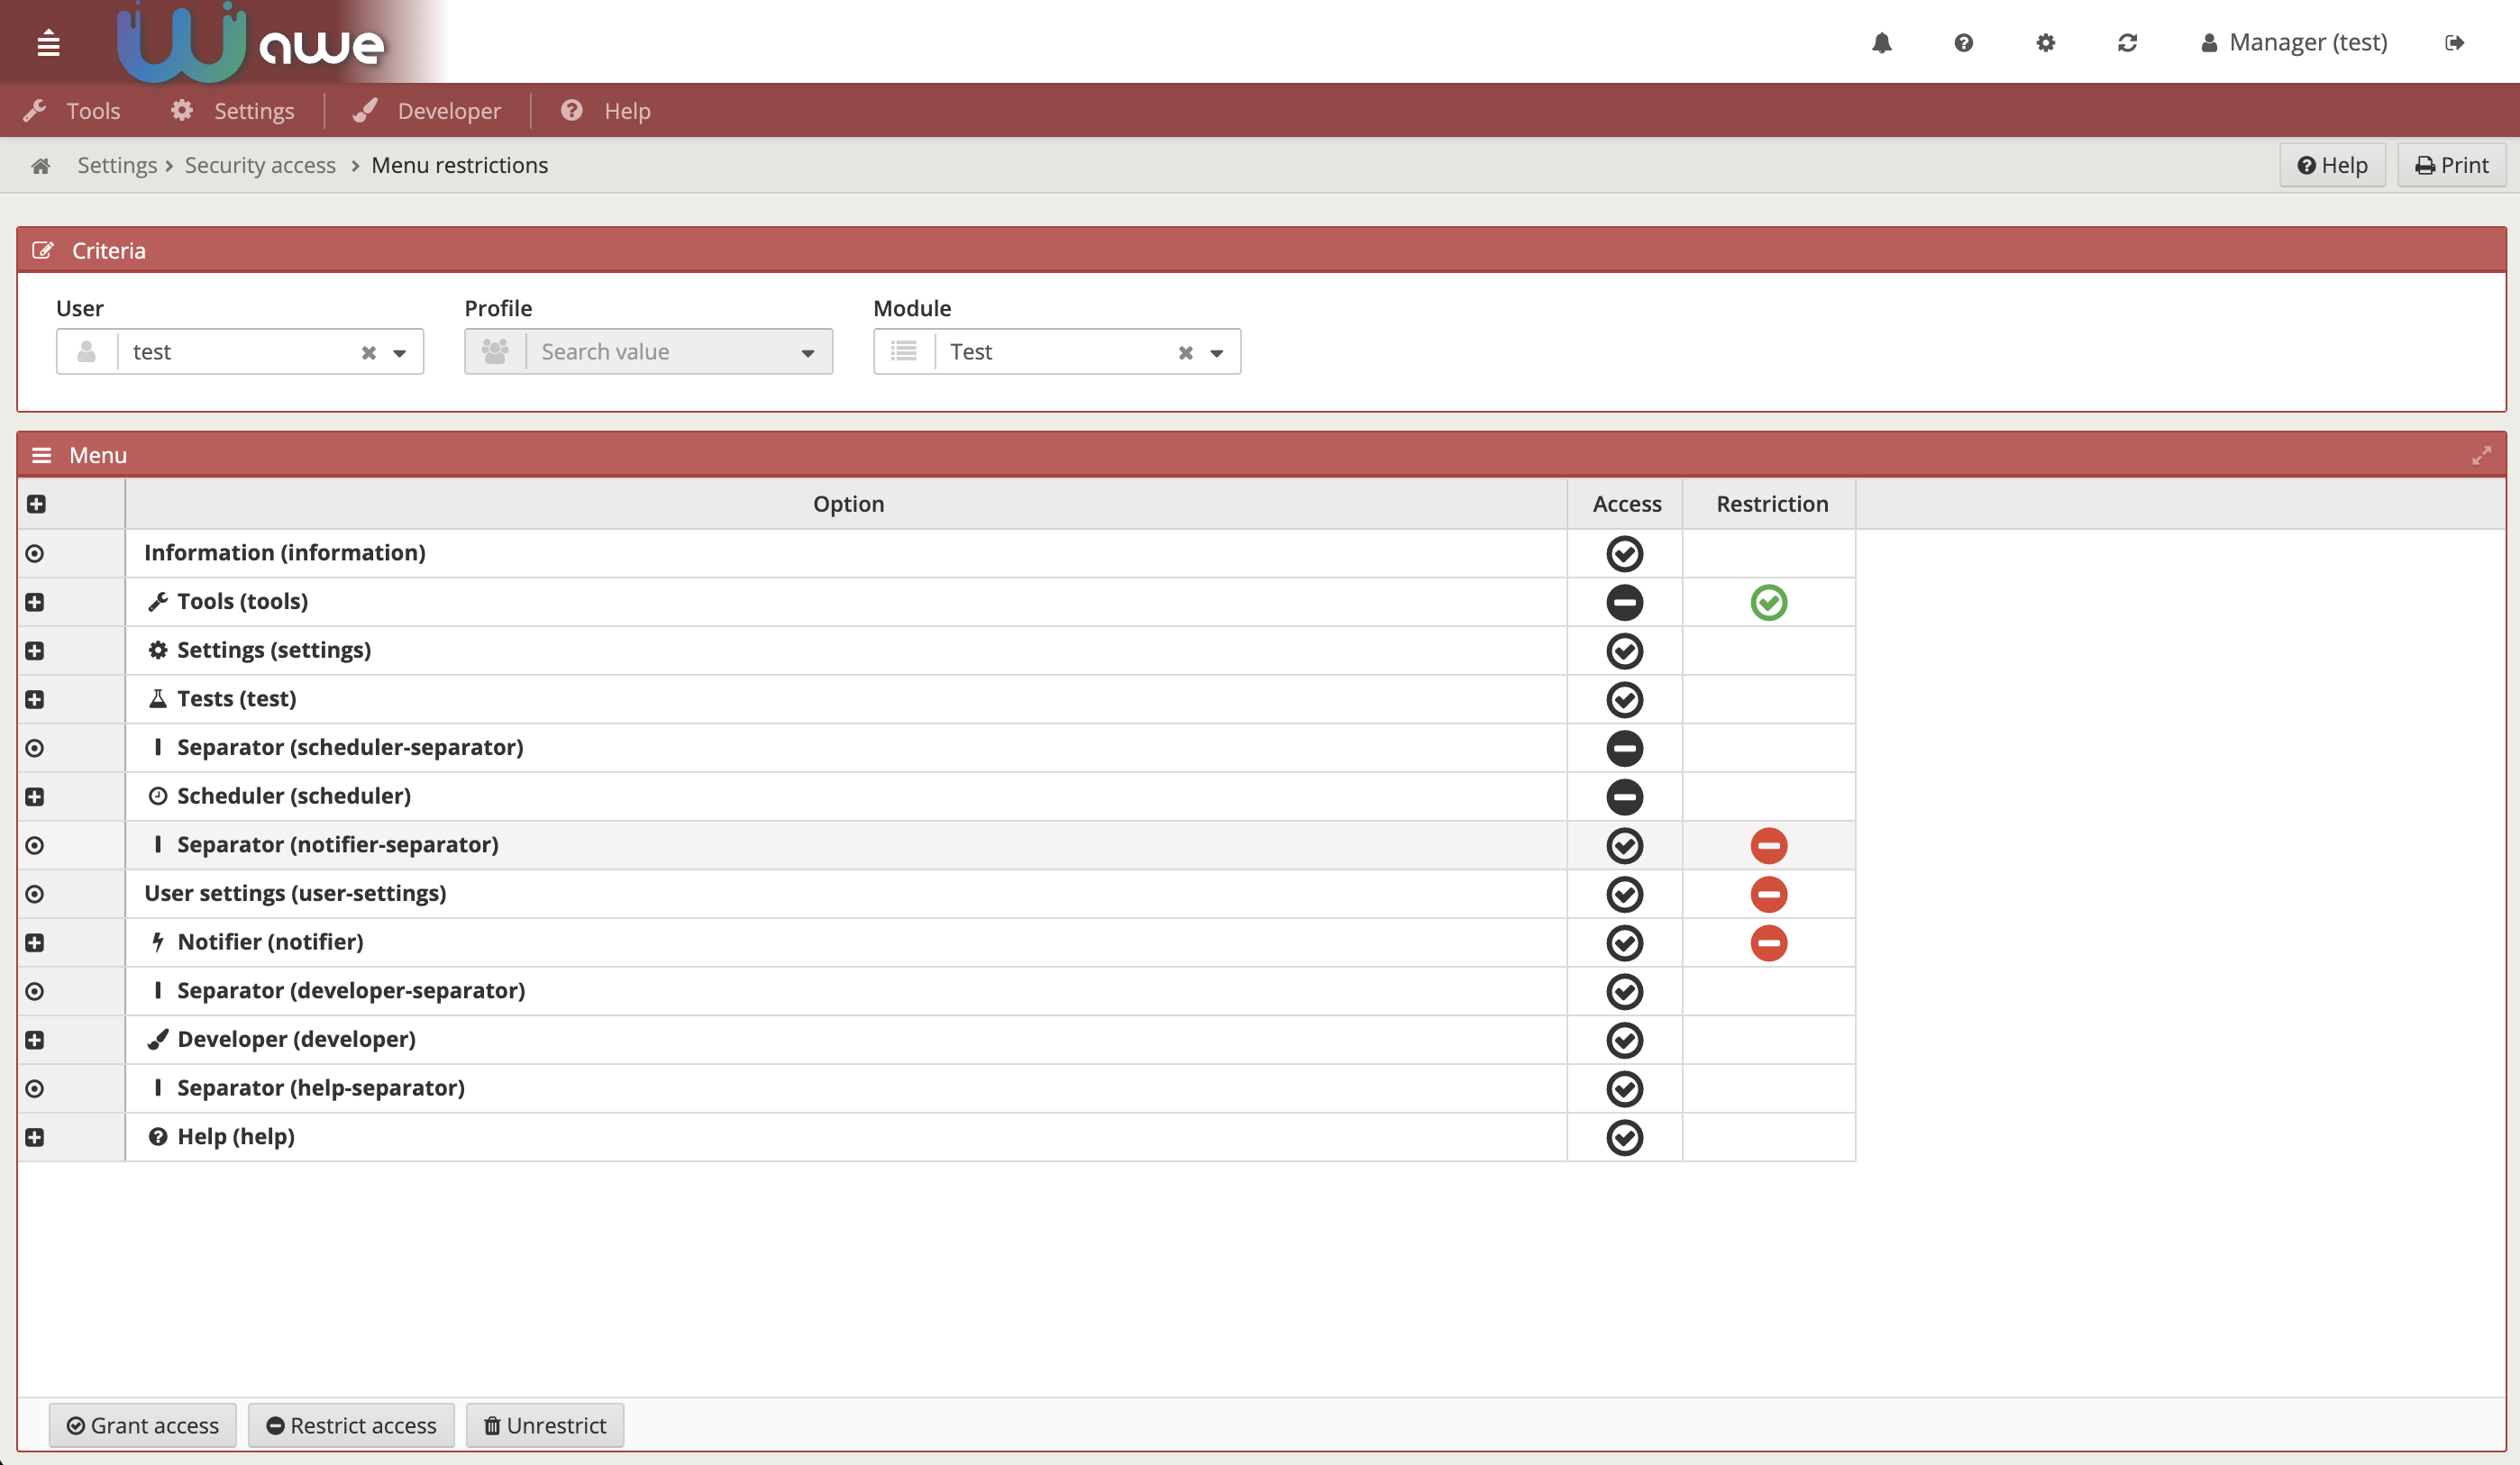 awe
Manager (test)
Tools Settings Developer Help
Settings Security access Menu restrictions Help Print
Criteria
User Profile Module
test Search value Test
Menu
Option Access Restriction
Information (information)
Tools (tools)
Settings (settings)
Tests (test)
Separator (scheduler-separator)
Scheduler (scheduler)
Separator (notifier-separator)
User settings (user-settings)
Notifier (notifier)
Separator (developer-separator)
Developer (developer)
Separator (help-separator)
Help (help)
Grant access Restrict access Unrestrict